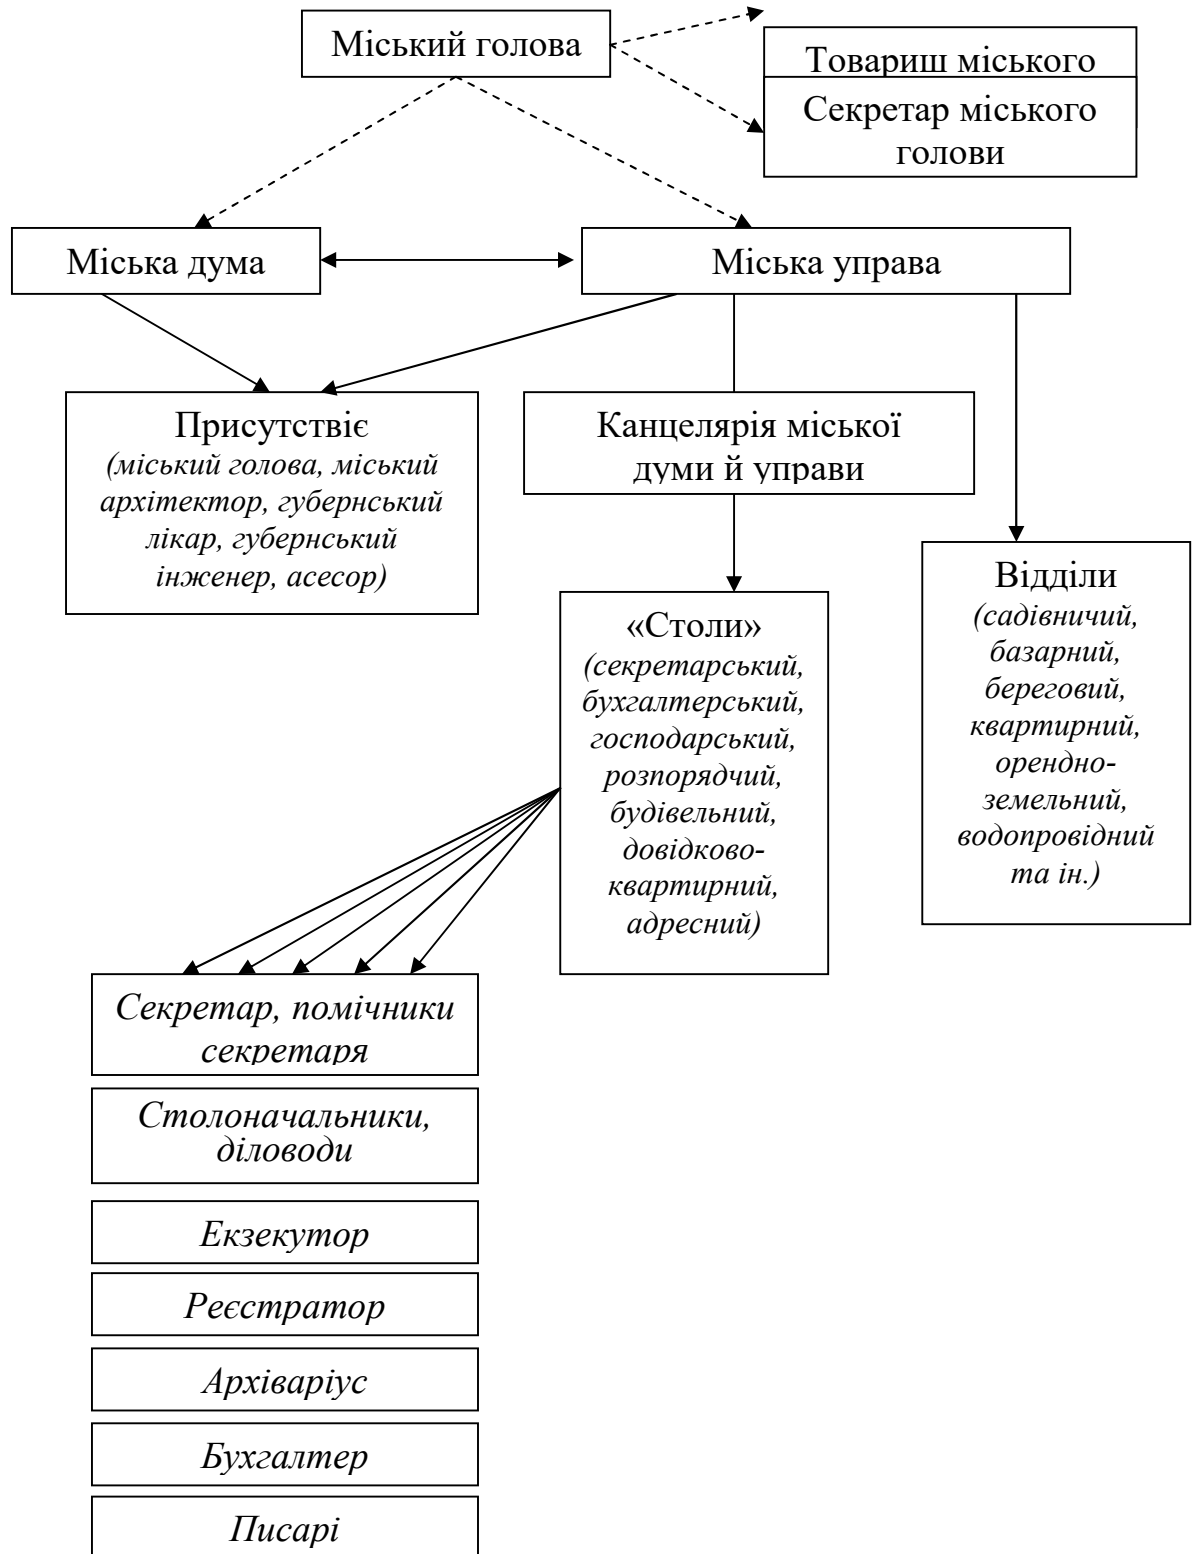 Міський голова
Товариш міського
Секретар міського
голови
Міська дума
Міська управа
Присутствіє
(міський голова, міський
архітектор, губернський
лікар, губернський
інженер, асесор)
Канцелярія міської
думи й управи
Відділи
(садівничий,
базарний,
береговий,
квартирний,
орендно-
земельний,
водопровідний
та ін.)
«Столи»
(секретарський,
бухгалтерський,
господарський,
розпорядчий,
будівельний,
довідково-
квартирний,
адресний)
Секретар, помічники
секретаря
Столоначальники,
діловоди
Екзекутор
Реєстратор
Архіваріус
Бухгалтер
Писарі